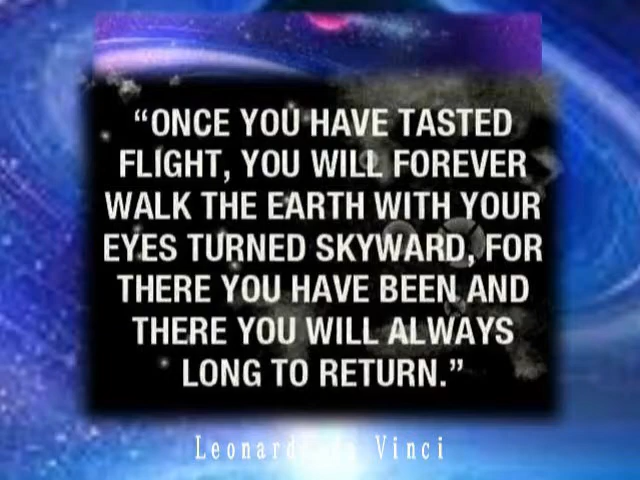 “ONCE YOU HAVE TASTED
FLIGHT, YOU WILL FOREVER
WALK THE EARTH WITH YOUR
EYES TURNED SKYWARD, FOR
THERE YOU HAVE BEEN AND
THERE YOU WILL ALWAYS
LONG TO RETURN.”
Leonardo da Vinci